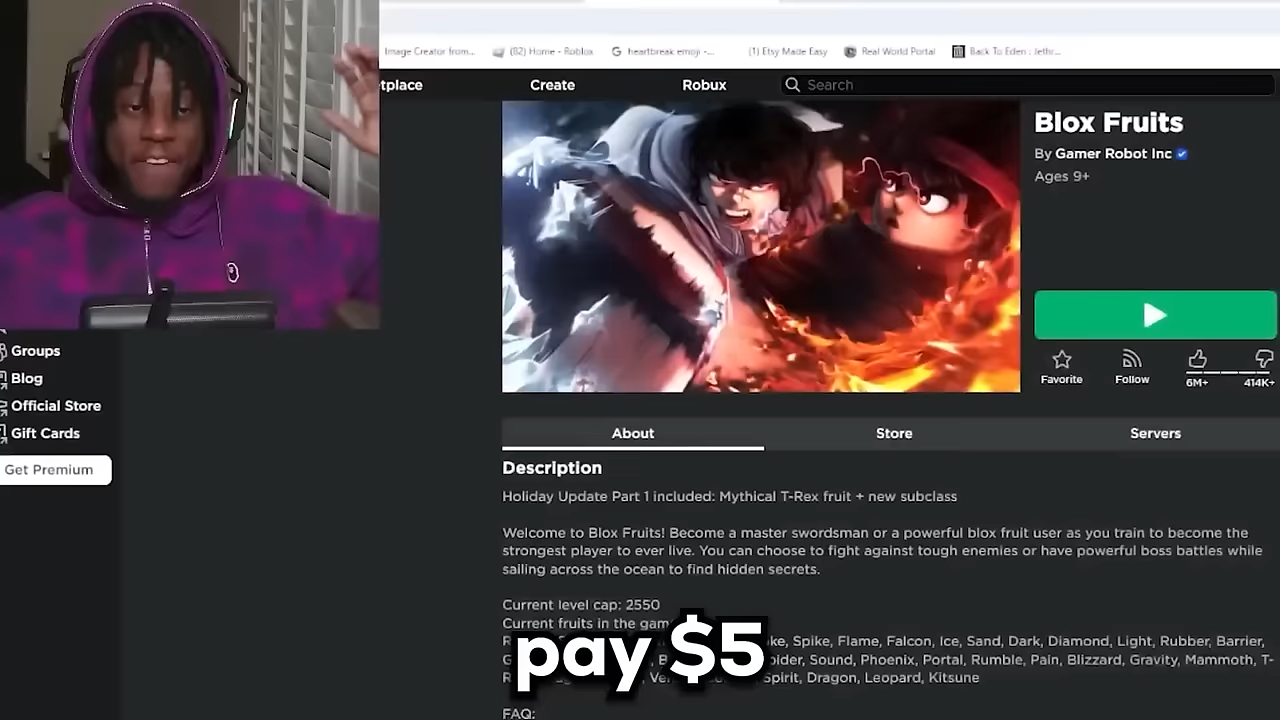 Image Creator from...
(82) Home - Roblox
heartbreak emoji -...
(1) Etsy Made Easy
Real World Portal
Back To Eden : Jethr...
tplace
Create
Robux
Search
Blox Fruits
By Gamer Robot Inc
Ages 9+
Favorite
Follow
6M+
414K+
Groups
Blog
Official Store
Gift Cards
Get Premium
About
Store
Servers
Description
Holiday Update Part 1 included: Mythical T-Rex fruit + new subclass
Welcome to Blox Fruits! Become a master swordsman or a powerful blox fruit user as you train to become the
strongest player to ever live. You can choose to fight against tough enemies or have powerful boss battles while
sailing across the ocean to find hidden secrets.
Current level cap: 2550
Current fruits in the gam
ke, Spike, Flame, Falcon, Ice, Sand, Dark, Diamond, Light, Rubber, Barrier,
ider, Sound, Phoenix, Portal, Rumble, Pain, Blizzard, Gravity, Mammoth, T-
Spirit, Dragon, Leopard, Kitsune
pay $5
FAQ: